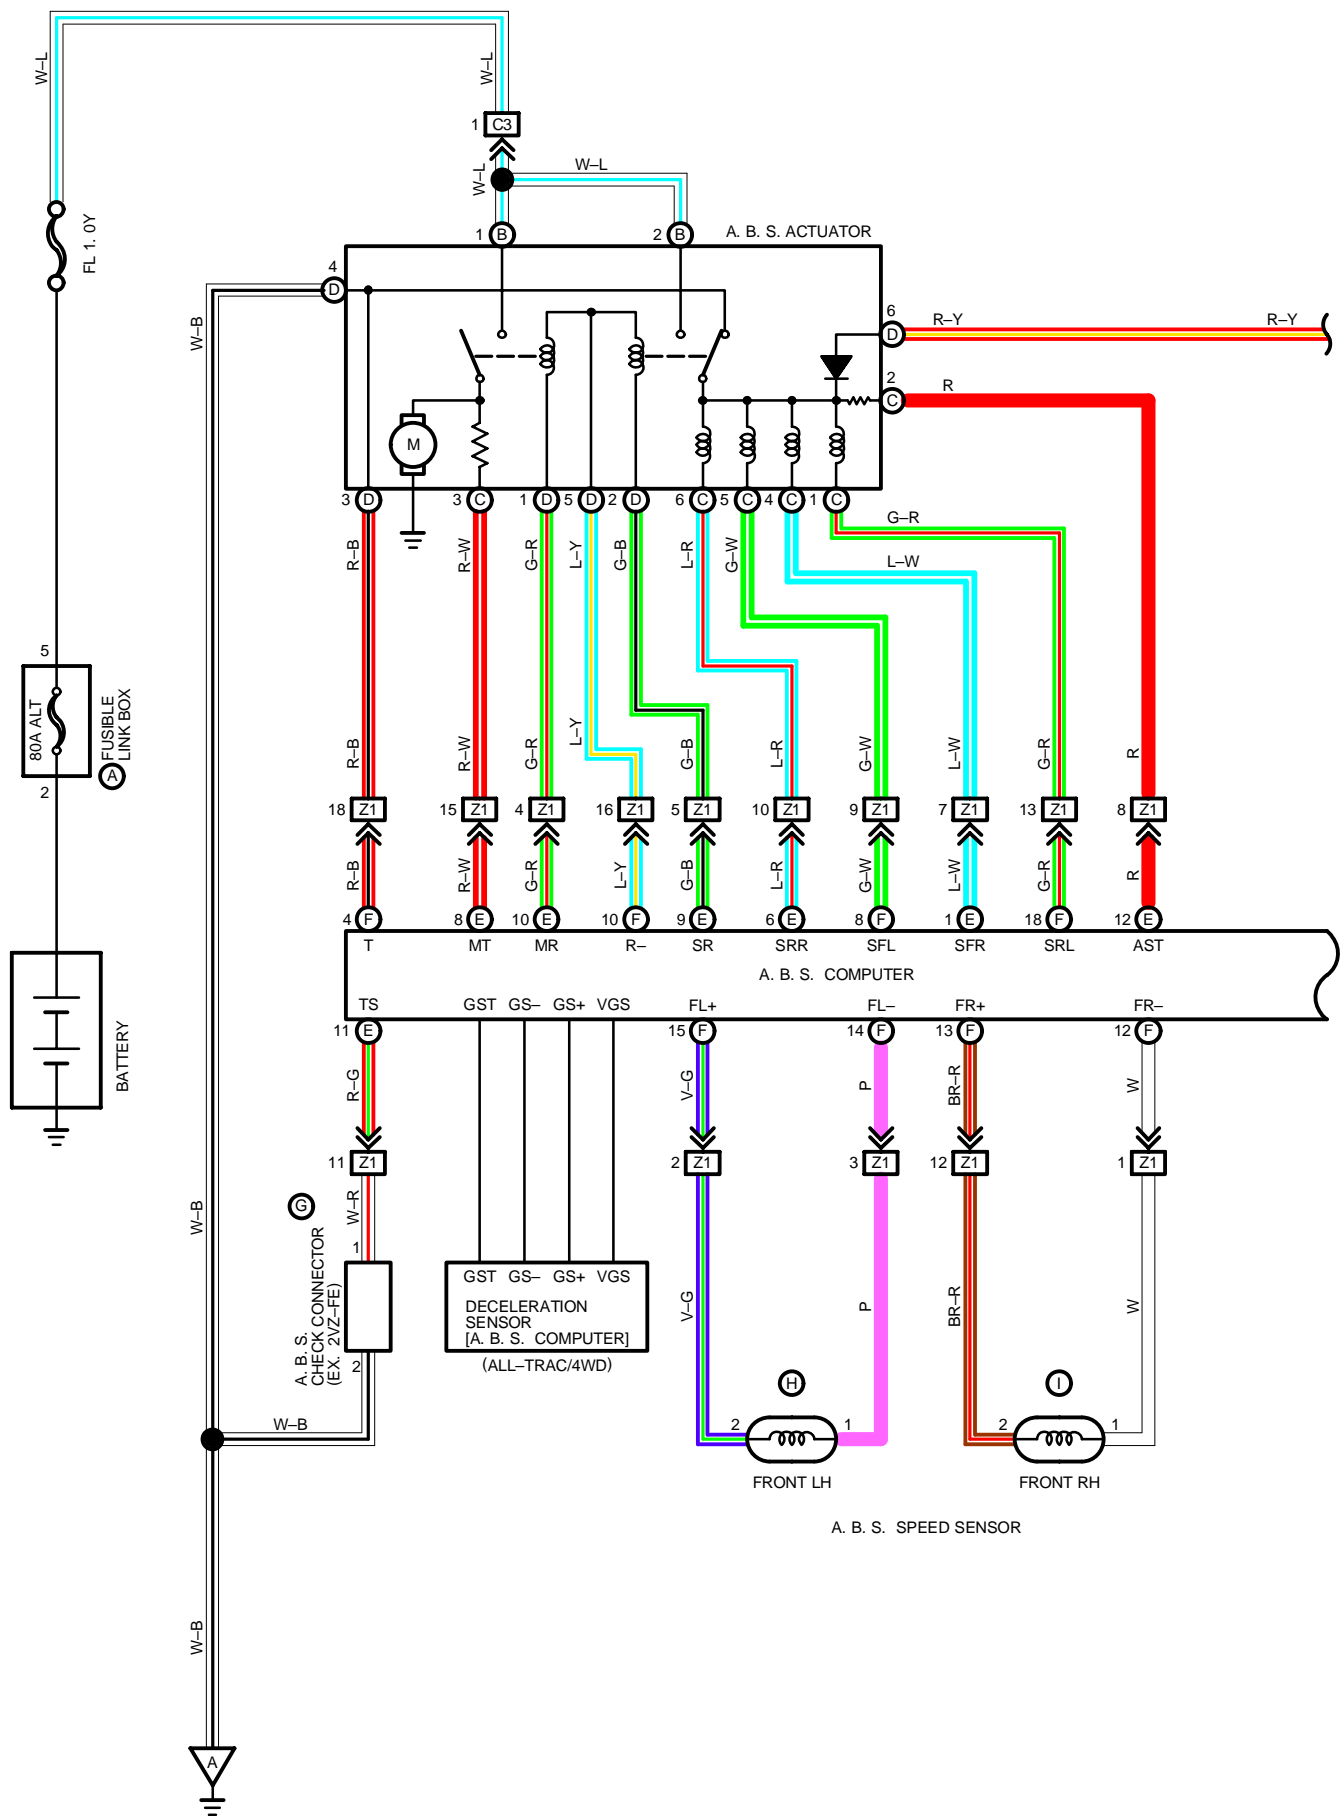 W–L
W–L
1 C3
W–L
W–L
1 B
2 B
A. B. S. ACTUATOR
FL 1. 0Y
4
D
W–B
6
D
R–Y
R–Y
2
C
R
M
3 D
3 C
1 D
5 D
2 D
6 C
5 C
4 C
1 C
G–R
L–W
R–B
R–W
G–R
L–Y
G–B
L–R
G–W
5
80A ALT
FUSIBLE
LINK BOX
A
2
R–B
R–W
G–R
L–Y
G–B
L–R
G–W
L–W
G–R
R
18 Z1
15 Z1
4 Z1
16 Z1
5 Z1
10 Z1
9 Z1
7 Z1
13 Z1
8 Z1
R–B
R–W
G–R
L–Y
G–B
L–R
G–W
L–W
G–R
R
4 F
8 E
10 E
10 F
9 E
6 E
8 F
1 E
18 F
12 E
T MT MR R– SR SRR SFL SFR SRL AST
A. B. S. COMPUTER
TS GST GS– GS+ VGS FL+ FL– FR+ FR–
11 E
15 F
14 F
13 F
12 F
BATTERY
R–G
V–G
P
BR–R
W
11 Z1
2 Z1
3 Z1
12 Z1
1 Z1
W–B
G
W–R
1
A. B. S.
CHECK CONNECTOR
(EX. 2VZ–FE)
2
GST GS– GS+ VGS
DECELERATION
SENSOR
[A. B. S. COMPUTER]
(ALL–TRAC/4WD)
V–G
P
BR–R
W
H
I
W–B
2
1
2
1
FRONT LH
FRONT RH
A. B. S. SPEED SENSOR
W–B
A